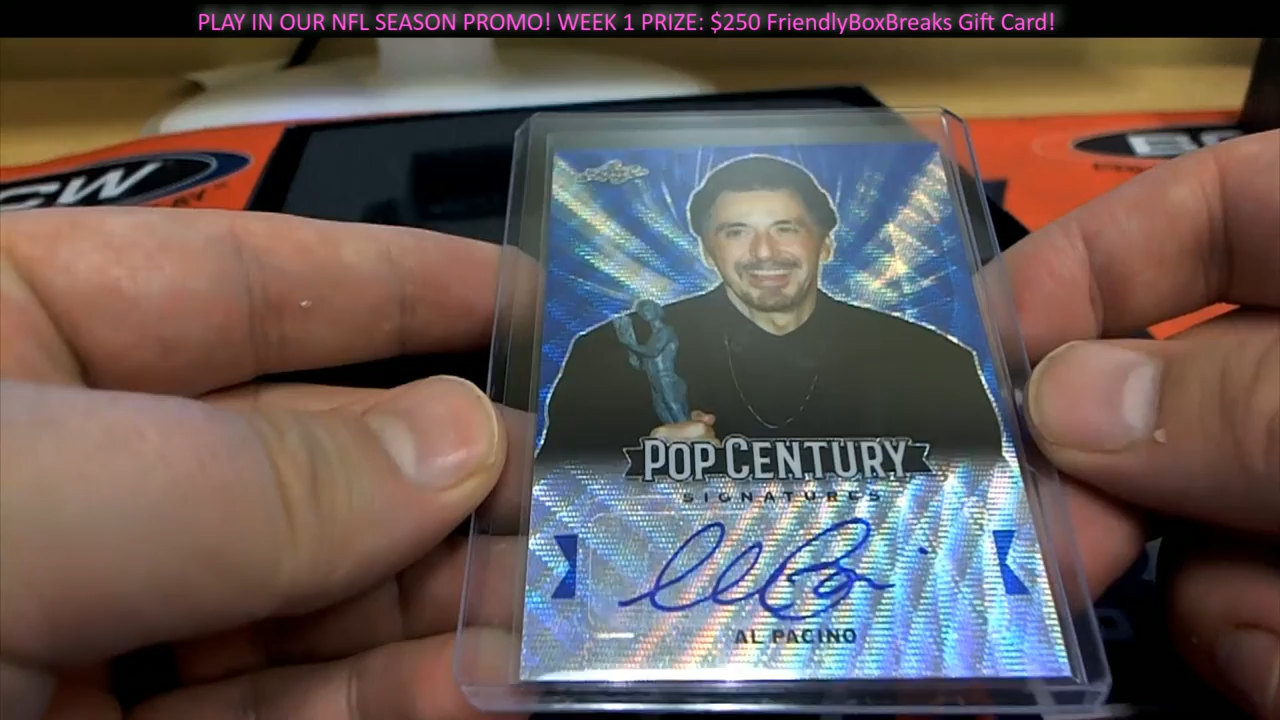 PLAY IN OUR NFL SEASON PROMO! WEEK 1 PRIZE: $250 FriendlyBoxBreaks Gift Card!
POP CENTURY
SIGNATURES
AL PACINO